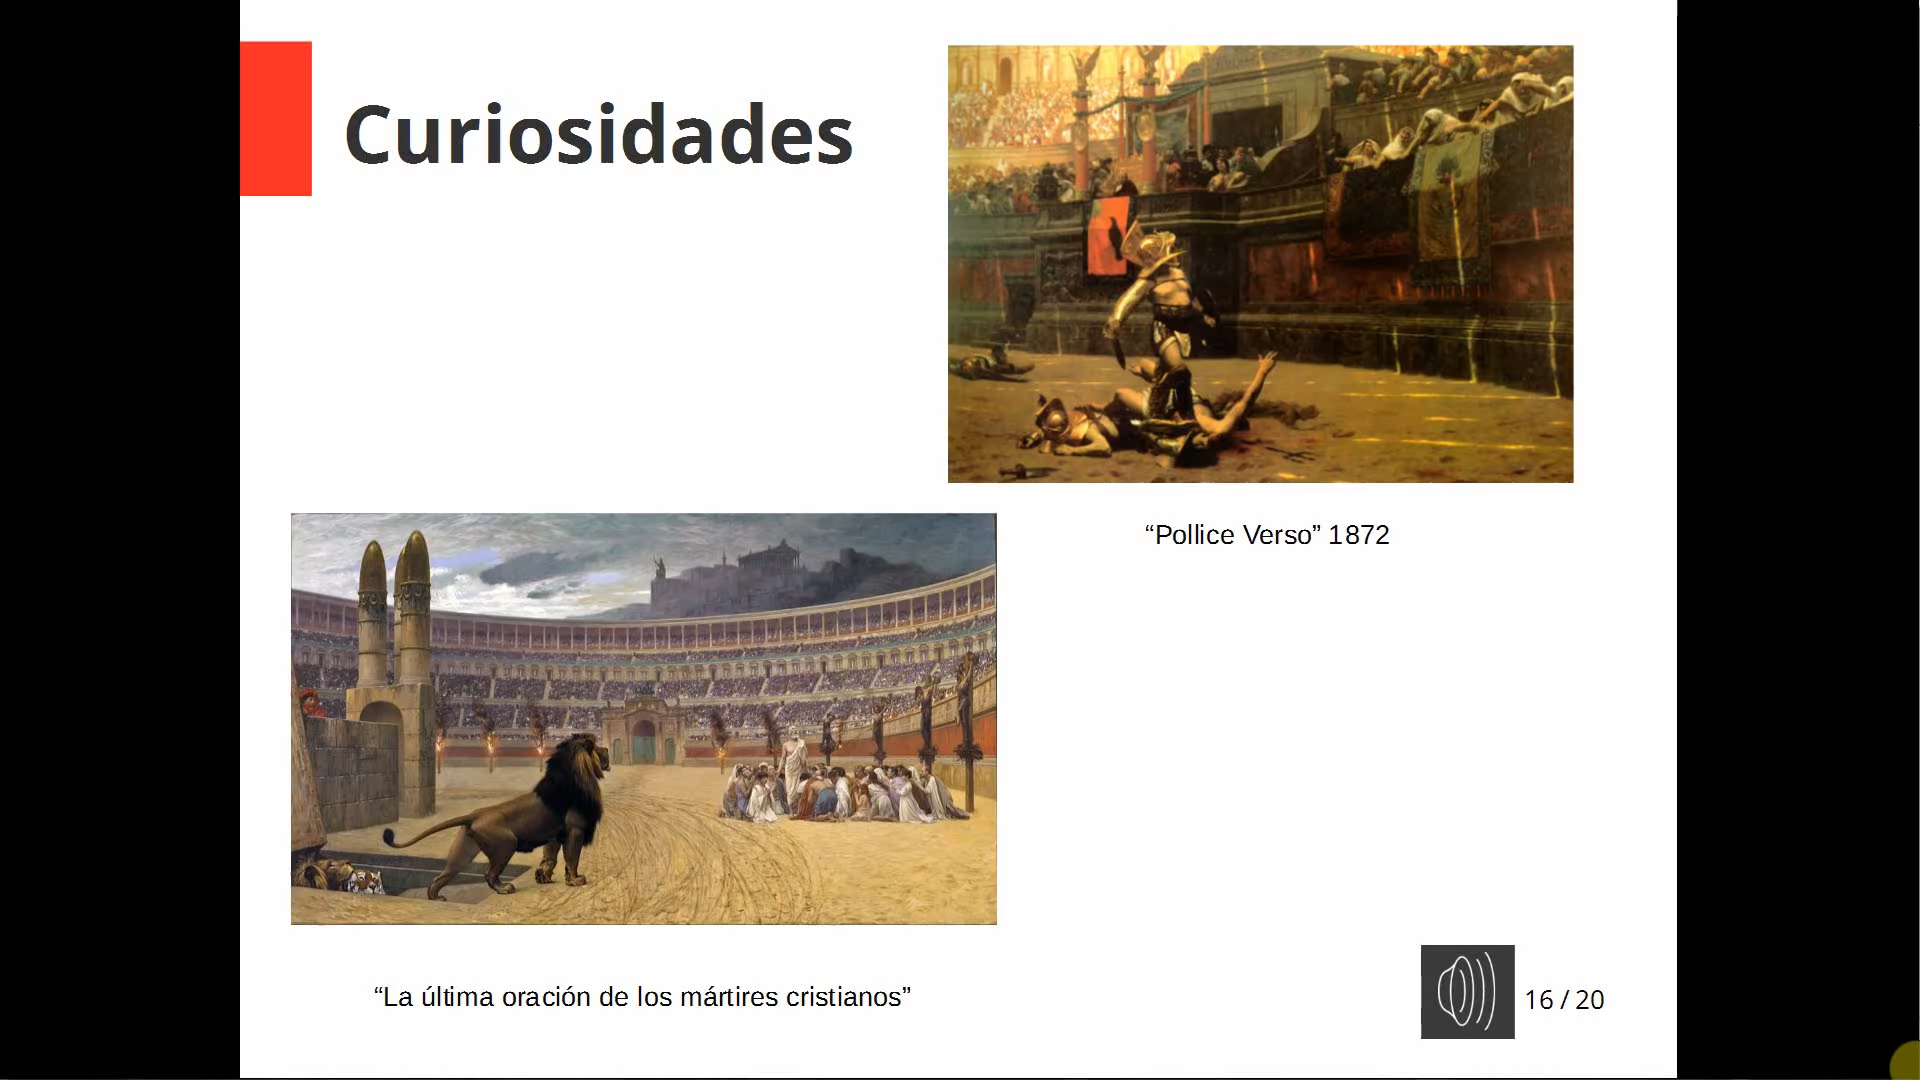 Curiosidades
“Pollice Verso” 1872
“La última oración de los mártires cristianos”
16 / 20